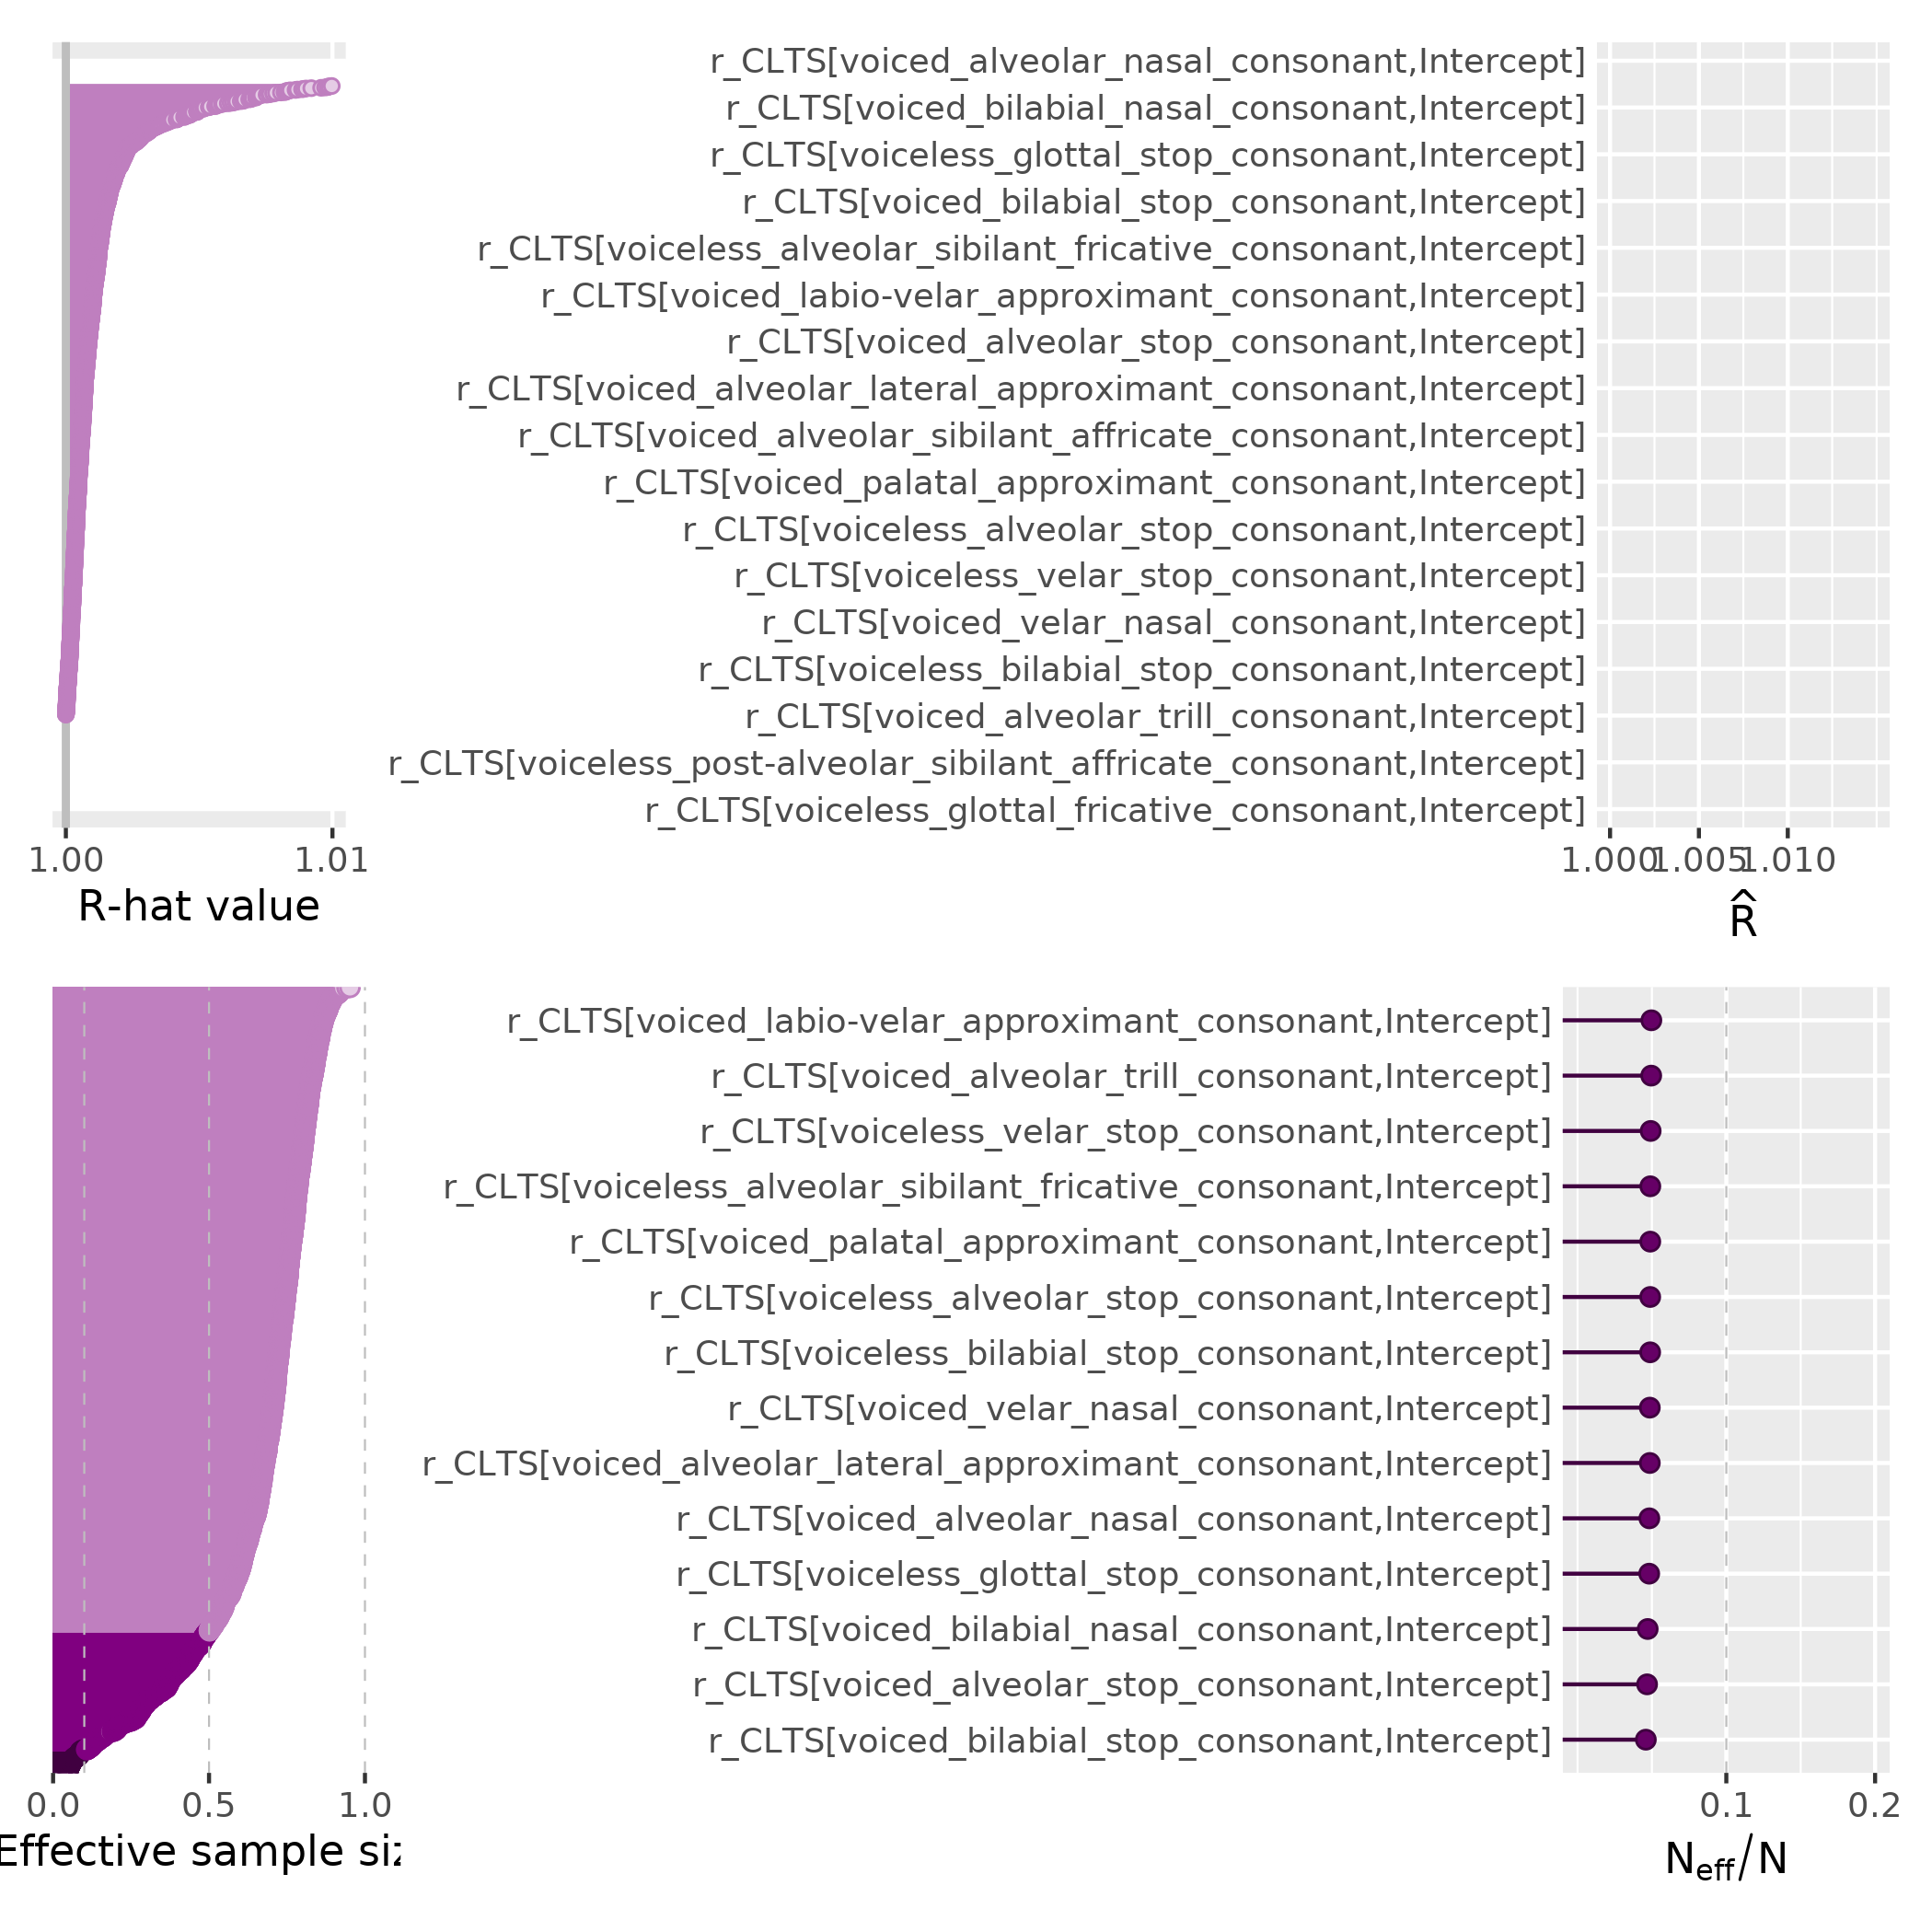 r_CLTS[voiced_alveolar_nasal_consonant,Intercept]
r_CLTS[voiced_bilabial_nasal_consonant,Intercept]
r_CLTS[voiceless_glottal_stop_consonant,Intercept]
r_CLTS[voiced_bilabial_stop_consonant,Intercept]
r_CLTS[voiceless_alveolar_sibilant_fricative_consonant,Intercept]
r_CLTS[voiced_labio-velar_approximant_consonant,Intercept]
r_CLTS[voiced_alveolar_stop_consonant,Intercept]
r_CLTS[voiced_alveolar_lateral_approximant_consonant,Intercept]
r_CLTS[voiced_alveolar_sibilant_affricate_consonant,Intercept]
r_CLTS[voiced_palatal_approximant_consonant,Intercept]
r_CLTS[voiceless_alveolar_stop_consonant,Intercept]
r_CLTS[voiceless_velar_stop_consonant,Intercept]
r_CLTS[voiced_velar_nasal_consonant,Intercept]
r_CLTS[voiceless_bilabial_stop_consonant,Intercept]
r_CLTS[voiced_alveolar_trill_consonant,Intercept]
r_CLTS[voiceless_post-alveolar_sibilant_affricate_consonant,Intercept]
r_CLTS[voiceless_glottal_fricative_consonant,Intercept]
1.00 1.01
R-hat value
1.000 1.005 1.010
R̂
r_CLTS[voiced_labio-velar_approximant_consonant,Intercept]
r_CLTS[voiced_alveolar_trill_consonant,Intercept]
r_CLTS[voiceless_velar_stop_consonant,Intercept]
r_CLTS[voiceless_alveolar_sibilant_fricative_consonant,Intercept]
r_CLTS[voiced_palatal_approximant_consonant,Intercept]
r_CLTS[voiceless_alveolar_stop_consonant,Intercept]
r_CLTS[voiceless_bilabial_stop_consonant,Intercept]
r_CLTS[voiced_velar_nasal_consonant,Intercept]
r_CLTS[voiced_alveolar_lateral_approximant_consonant,Intercept]
r_CLTS[voiced_alveolar_nasal_consonant,Intercept]
r_CLTS[voiceless_glottal_stop_consonant,Intercept]
r_CLTS[voiced_bilabial_nasal_consonant,Intercept]
r_CLTS[voiced_alveolar_stop_consonant,Intercept]
r_CLTS[voiced_bilabial_stop_consonant,Intercept]
0.0 0.5 1.0
Effective sample siz
0.1 0.2
Neff/N